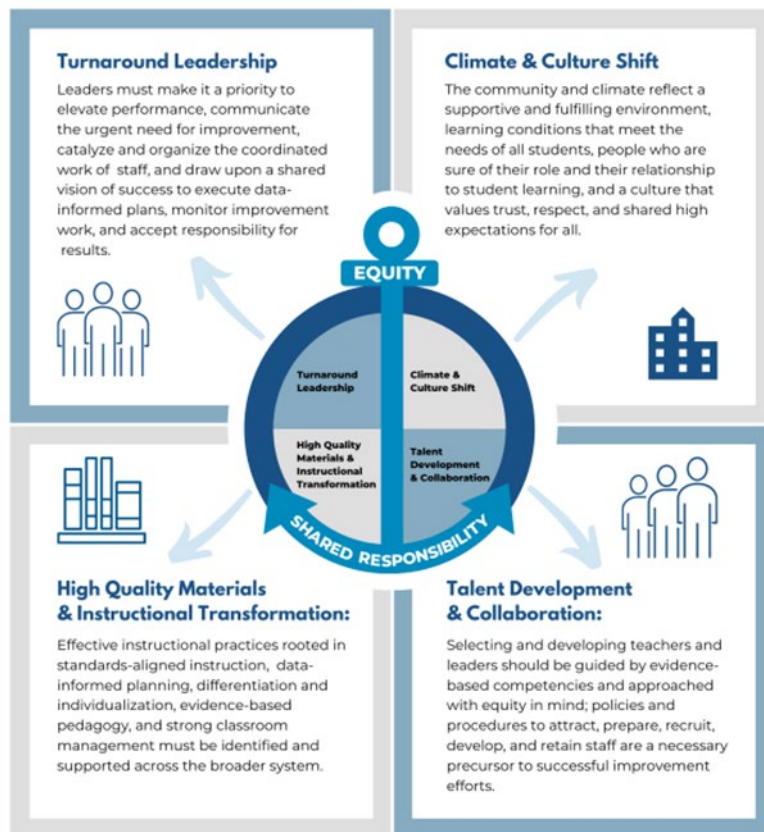 Turnaround Leadership
Leaders must make it a priority to
elevate performance, communicate
the urgent need for improvement,
catalyze and organize the coordinated
work of staff, and draw upon a shared
vision of success to execute data-
informed plans, monitor improvement
work, and accept responsibility for
results.
Climate & Culture Shift
The community and climate reflect a
supportive and fulfilling environment,
learning conditions that meet the
needs of all students, people who are
sure of their role and their relationship
to student learning, and a culture that
values trust, respect, and shared high
expectations for all.
EQUITY
Turnaround
Leadership
Climate &
Culture Shift
High Quality
Materials &
Instructional
Transformation
Talent
Development
& Collaboration
SHARED RESPONSIBILITY
High Quality Materials
& Instructional Transformation:
Effective instructional practices rooted in
standards-aligned instruction, data-
informed planning, differentiation and
individualization, evidence-based
pedagogy, and strong classroom
management must be identified and
supported across the broader system.
Talent Development
& Collaboration:
Selecting and developing teachers and
leaders should be guided by evidence-
based competencies and approached
with equity in mind; policies and
procedures to attract, prepare, recruit,
develop, and retain staff are a necessary
precursor to successful improvement
efforts.